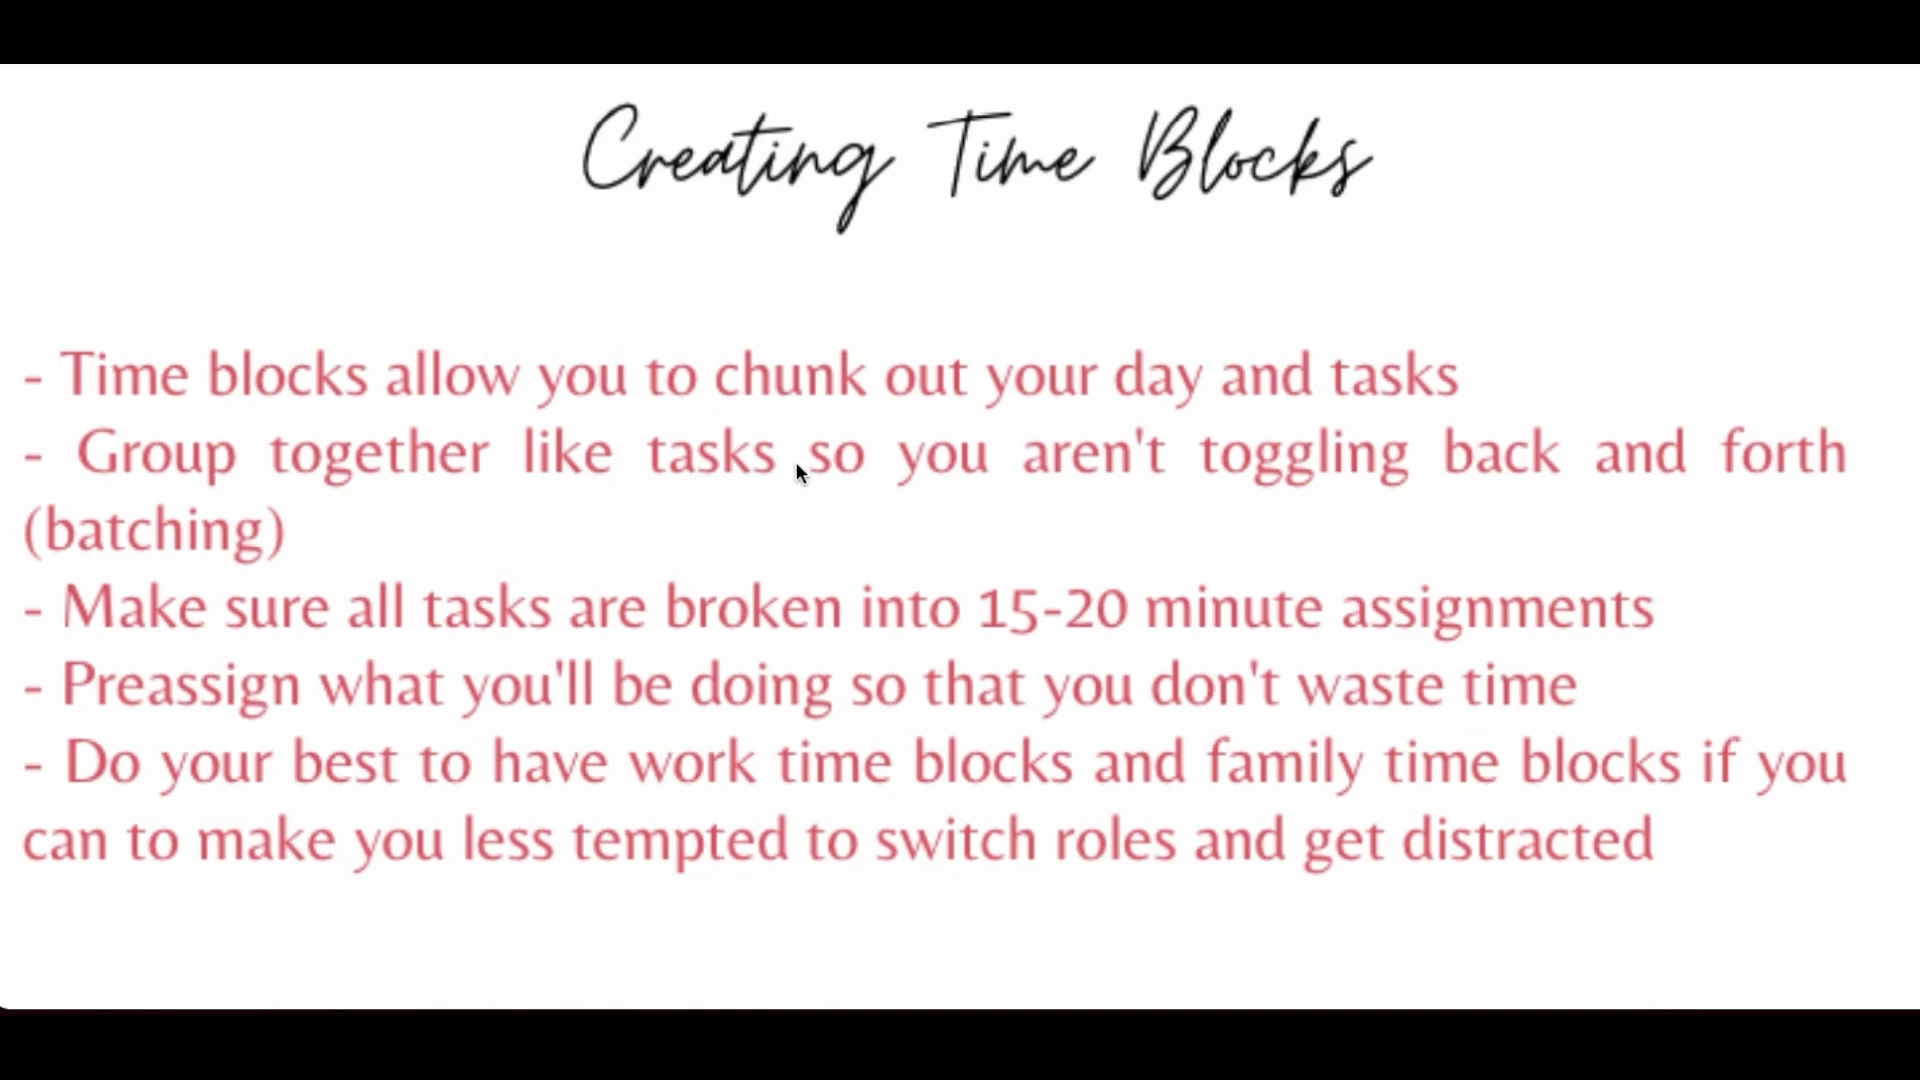 Creating Time Blocks
- Time blocks allow you to chunk out your day and tasks
- Group together like tasks so you aren't toggling back and forth
(batching)
- Make sure all tasks are broken into 15-20 minute assignments
- Preassign what you'll be doing so that you don't waste time
- Do your best to have work time blocks and family time blocks if you
can to make you less tempted to switch roles and get distracted